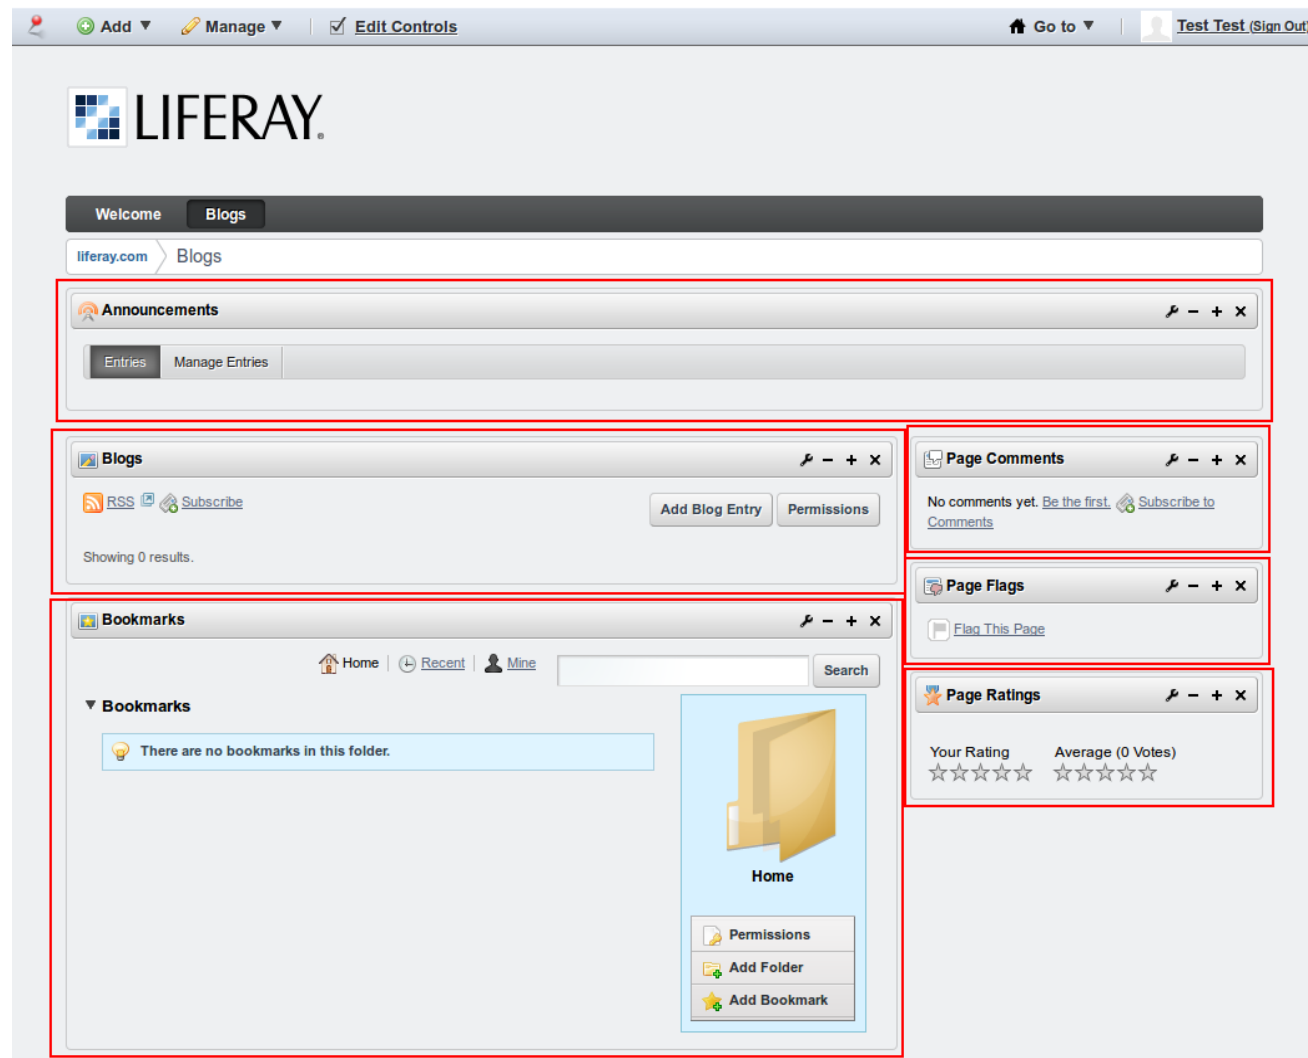 Add Manage Edit Controls Go to Test Test (Sign Out)
LIFERAY.
Welcome Blogs
liferay.com Blogs
Announcements
Entries Manage Entries
Blogs
RSS Subscribe Add Blog Entry Permissions
Showing 0 results.
Page Comments
No comments yet. Be the first. Subscribe to
Comments
Page Flags
Flag This Page
Bookmarks
Home Recent Mine Search
Bookmarks
There are no bookmarks in this folder.
Home
Permissions
Add Folder
Add Bookmark
Page Ratings
Your Rating Average (0 Votes)